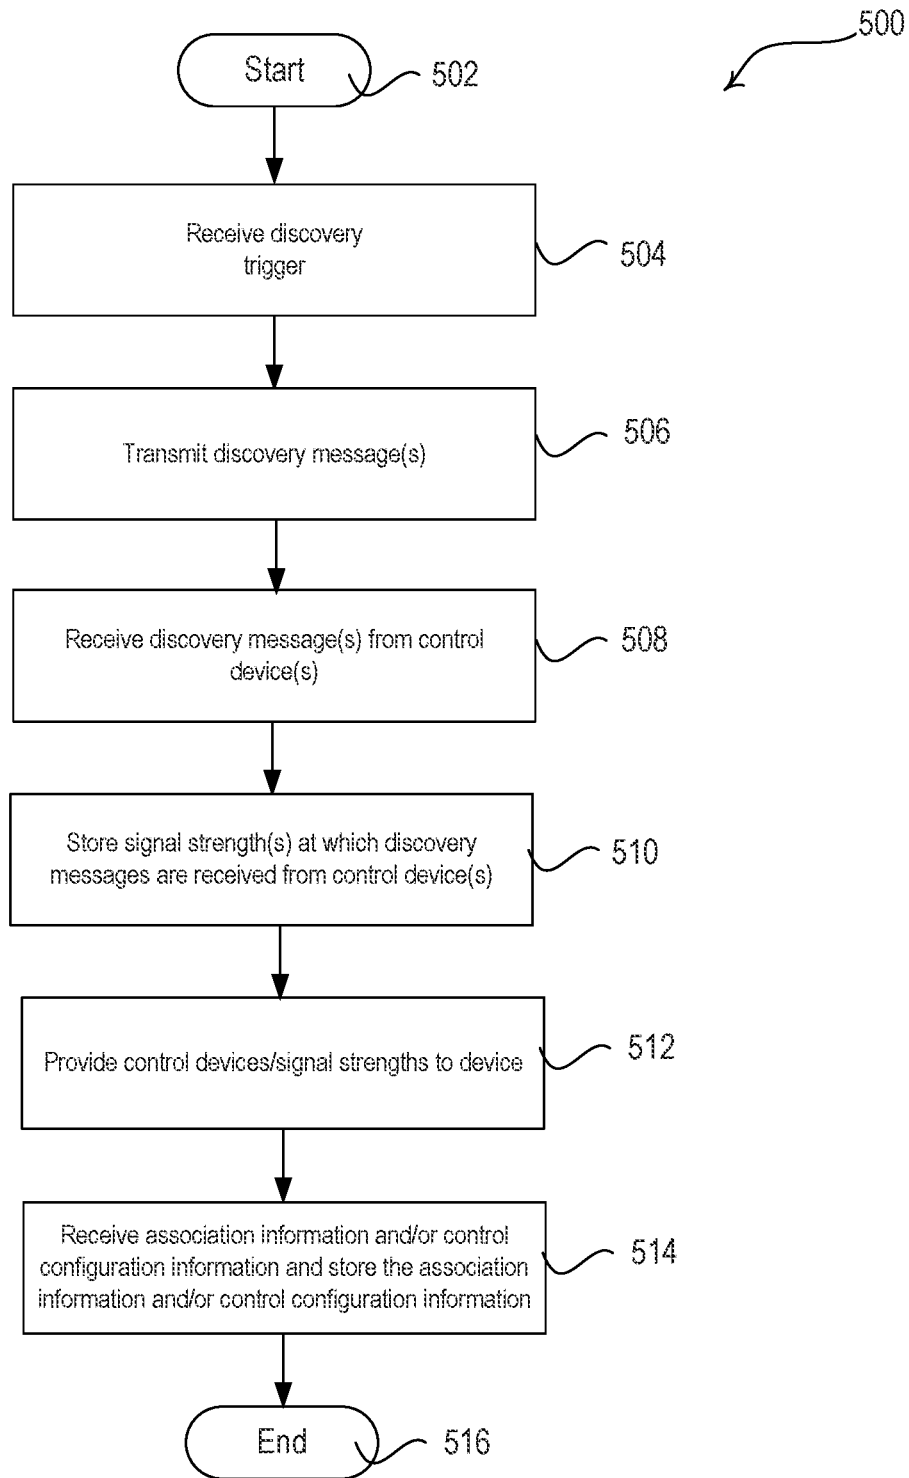 500
Start
502
Receive discovery
trigger
504
Transmit discovery message(s)
506
Receive discovery message(s) from control
device(s)
508
Store signal strength(s) at which discovery
messages are received from control device(s)
510
Provide control devices/signal strengths to device
512
Receive association information and/or control
configuration information and store the association
information and/or control configuration information
514
End
516